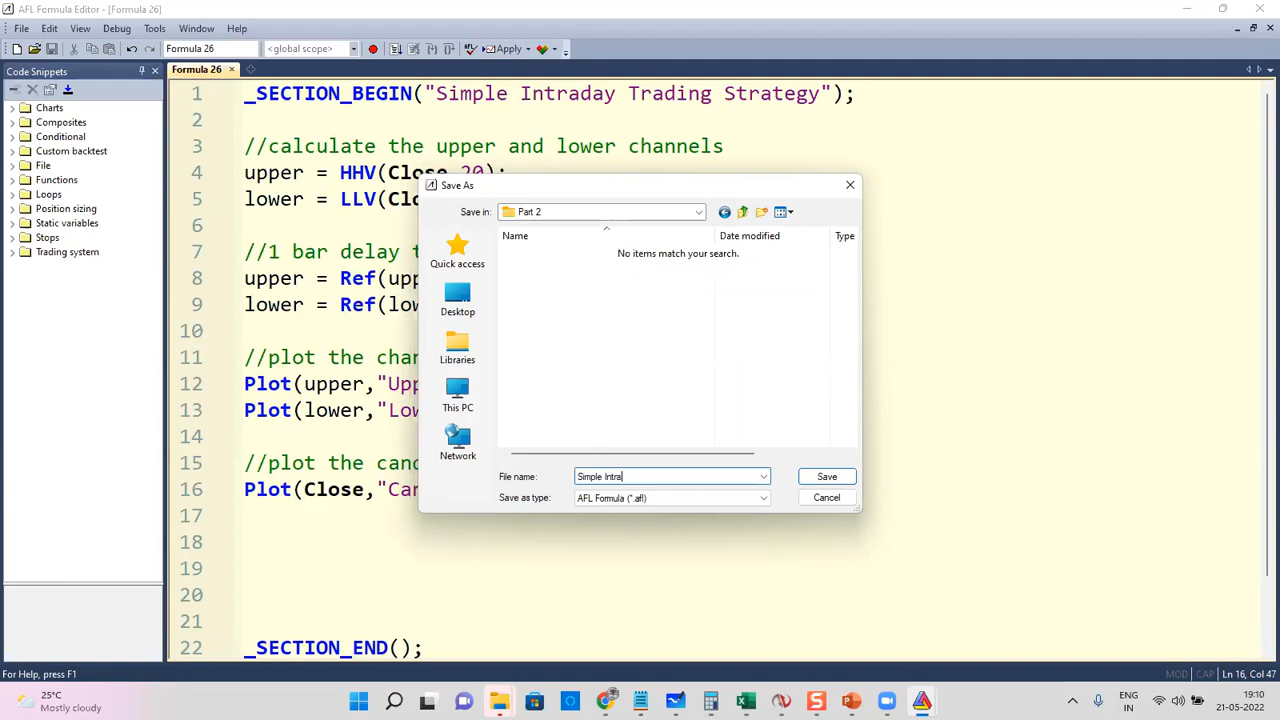 AFL Formula Editor - [Formula 26]
File Edit View Debug Tools Window Help
Formula 26 <global scope> Apply
Code Snippets
Formula 26
Charts
Composites
Conditional
Custom backtest
File
Functions
Loops
Position sizing
Static variables
Stops
Trading system
1 _SECTION_BEGIN("Simple Intraday Trading Strategy");
2
3 //calculate the upper and lower channels
4 upper = HHV(Close,20);
5 lower = LLV(Clo
6
7 //1 bar delay t
8 upper = Ref(upp
9 lower = Ref(low
10
11 //plot the chan
12 Plot(upper,"Upp
13 Plot(lower,"Low
14
15 //plot the cand
16 Plot(Close,"Can
17
18
19
20
21
22 _SECTION_END();
Save As
Save in: Part 2
Name Date modified Type
No items match your search.
Quick access
Desktop
Libraries
This PC
Network
File name: Simple Intra Save
Save as type: AFL Formula (*.afl) Cancel
For Help, press F1
MOD CAP Ln 16, Col 47
25°C
Mostly cloudy
ENG
IN
19:10
21-05-2022